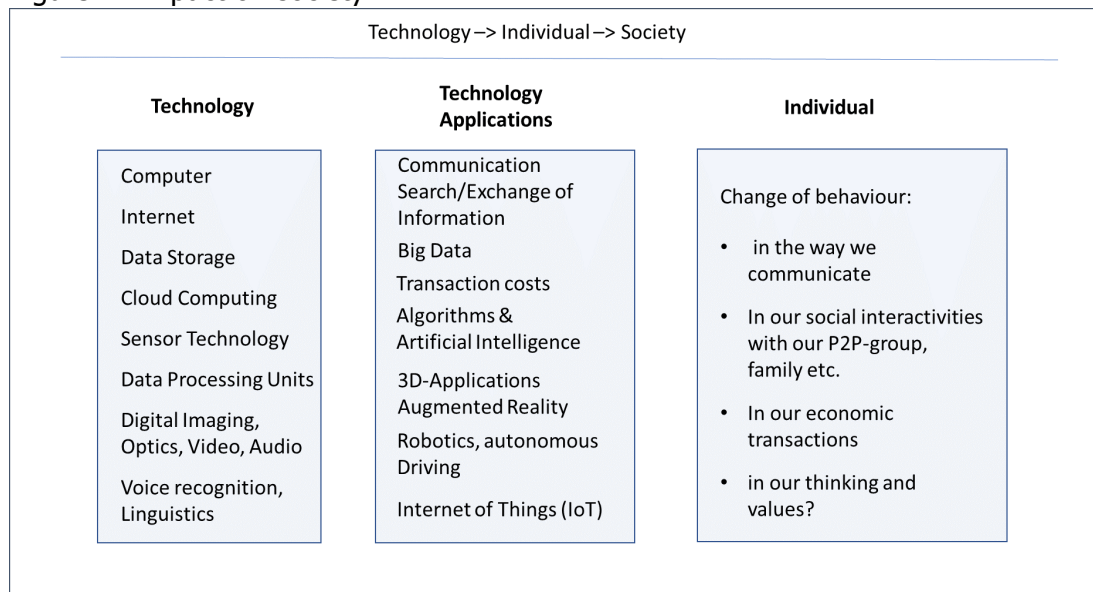 Technology –> Individual –> Society
Technology
Computer
Internet
Data Storage
Cloud Computing
Sensor Technology
Data Processing Units
Digital Imaging,
Optics, Video, Audio
Voice recognition,
Linguistics
Technology
Applications
Communication
Search/Exchange of
Information
Big Data
Transaction costs
Algorithms &
Artificial Intelligence
3D-Applications
Augmented Reality
Robotics, autonomous
Driving
Internet of Things (IoT)
Individual
Change of behaviour:
• in the way we
communicate
• In our social interactivities
with our P2P-group,
family etc.
• In our economic
transactions
• in our thinking and
values?